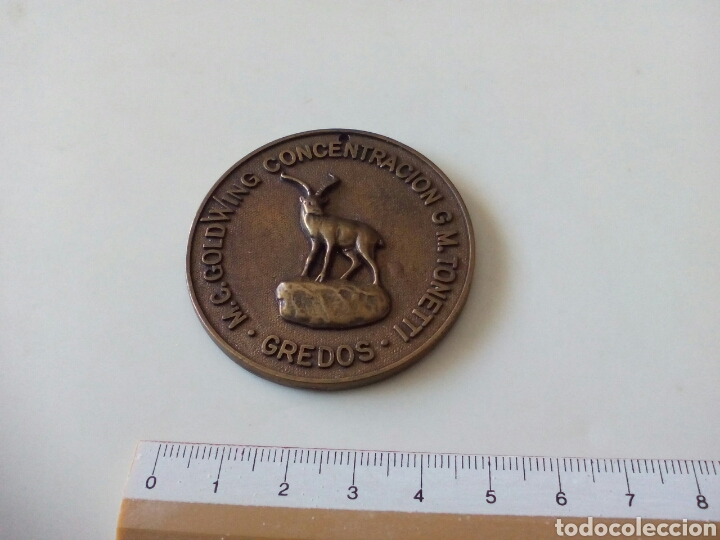 M.C. GOLDWING CONCENTRACION G M. TONETTI
· GREDOS ·
0 1 2 3 4 5 6 7 8
todocoleccion